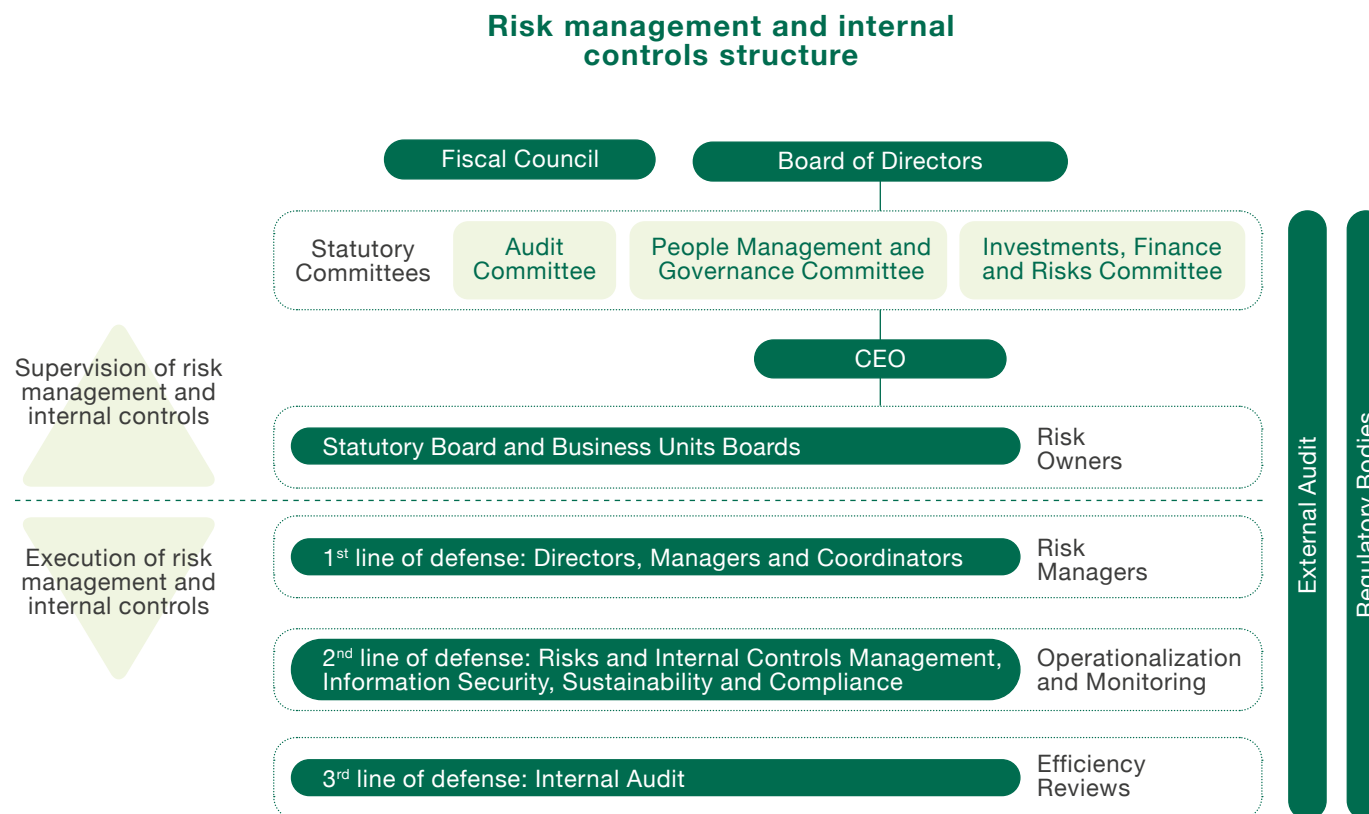 Risk management and internal
controls structure
Fiscal Council
Board of Directors
Statutory
Committees
Audit
Committee
People Management and
Governance Committee
Investments, Finance
and Risks Committee
CEO
Supervision of risk
management and
internal controls
Statutory Board and Business Units Boards
Risk
Owners
Execution of risk
management and
internal controls
1st line of defense: Directors, Managers and Coordinators
Risk
Managers
2nd line of defense: Risks and Internal Controls Management,
Information Security, Sustainability and Compliance
Operationalization
and Monitoring
3rd line of defense: Internal Audit
Efficiency
Reviews
External Audit
Regulatory Bodies